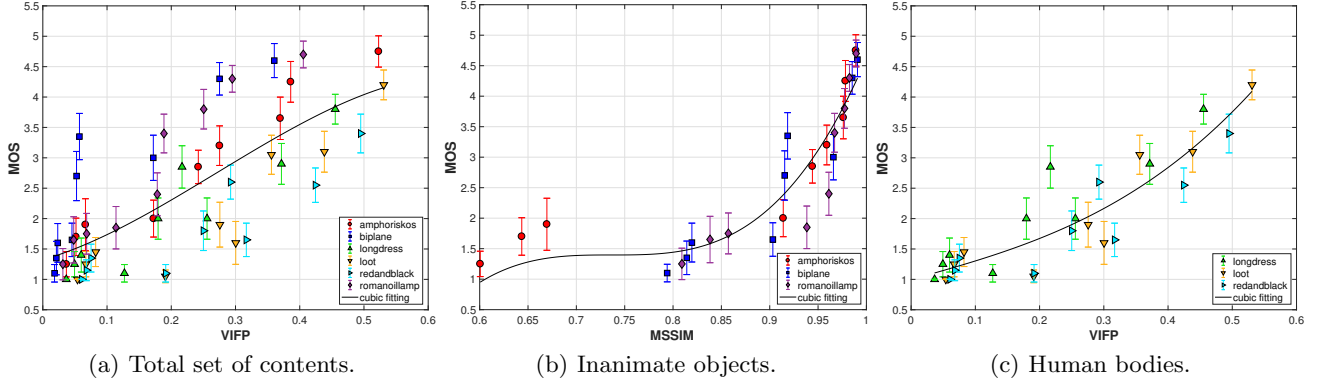 5.5
5
4.5
4
3.5
3
2.5
2
1.5
1
0.5
MOS
0 0.1 0.2 0.3 0.4 0.5 0.6
VIFP
amphoriskos
biplane
longdress
loot
redandblack
romanoillamp
cubic fitting
(a) Total set of contents.
5.5
5
4.5
4
3.5
3
2.5
2
1.5
1
0.5
MOS
0.6 0.65 0.7 0.75 0.8 0.85 0.9 0.95 1
MSSIM
amphoriskos
biplane
romanoillamp
cubic fitting
(b) Inanimate objects.
5.5
5
4.5
4
3.5
3
2.5
2
1.5
1
0.5
MOS
0 0.1 0.2 0.3 0.4 0.5 0.6
VIFP
longdress
loot
redandblack
cubic fitting
(c) Human bodies.